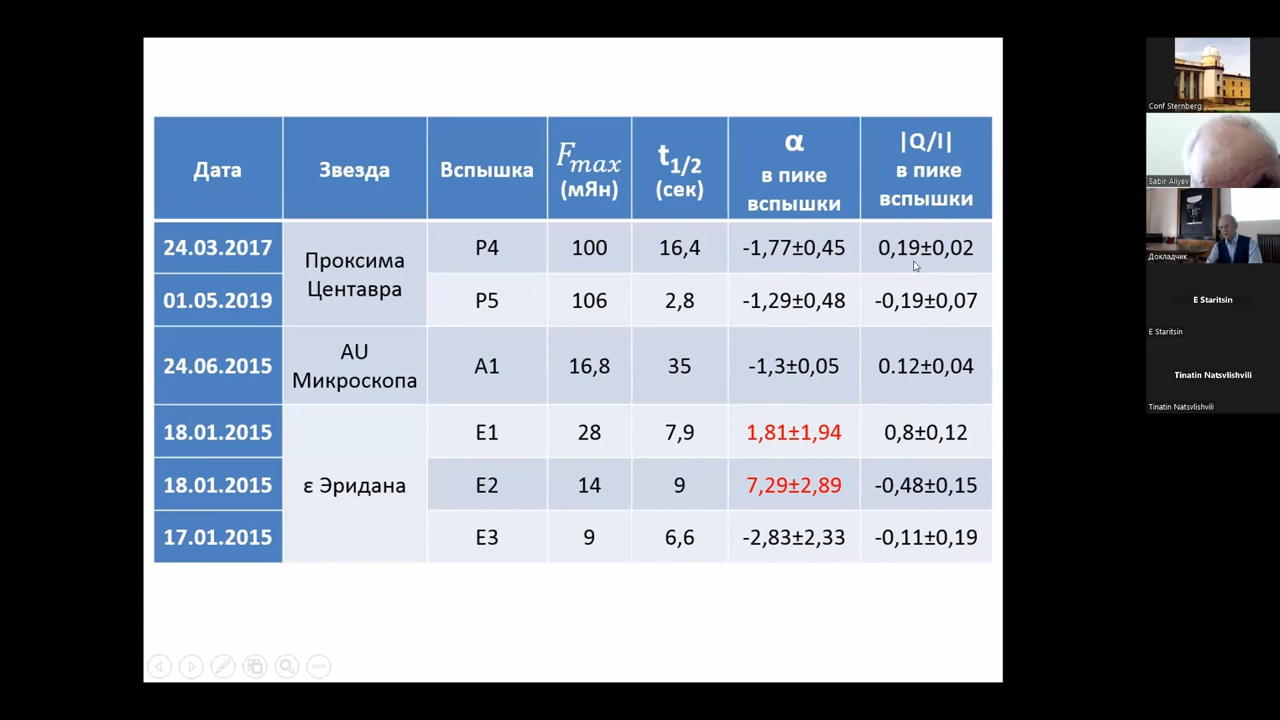 Дата
Звезда
Вспышка
F_max
(мЯн)
t1/2
(сек)
α
в пике
вспышки
|Q/I|
в пике
вспышки
24.03.2017
Проксима
Центавра
P4
100
16,4
-1,77±0,45
0,19±0,02
01.05.2019
P5
106
2,8
-1,29±0,48
-0,19±0,07
24.06.2015
AU
Микроскопа
A1
16,8
35
-1,3±0,05
0.12±0,04
18.01.2015
ε Эридана
E1
28
7,9
1,81±1,94
0,8±0,12
18.01.2015
E2
14
9
7,29±2,89
-0,48±0,15
17.01.2015
E3
9
6,6
-2,83±2,33
-0,11±0,19
Conf Sternberg
Sabir Aliyev
Докладчик
E Staritsin
E Staritsin
Tinatin Natsvlishvili
Tinatin Natsvlishvili